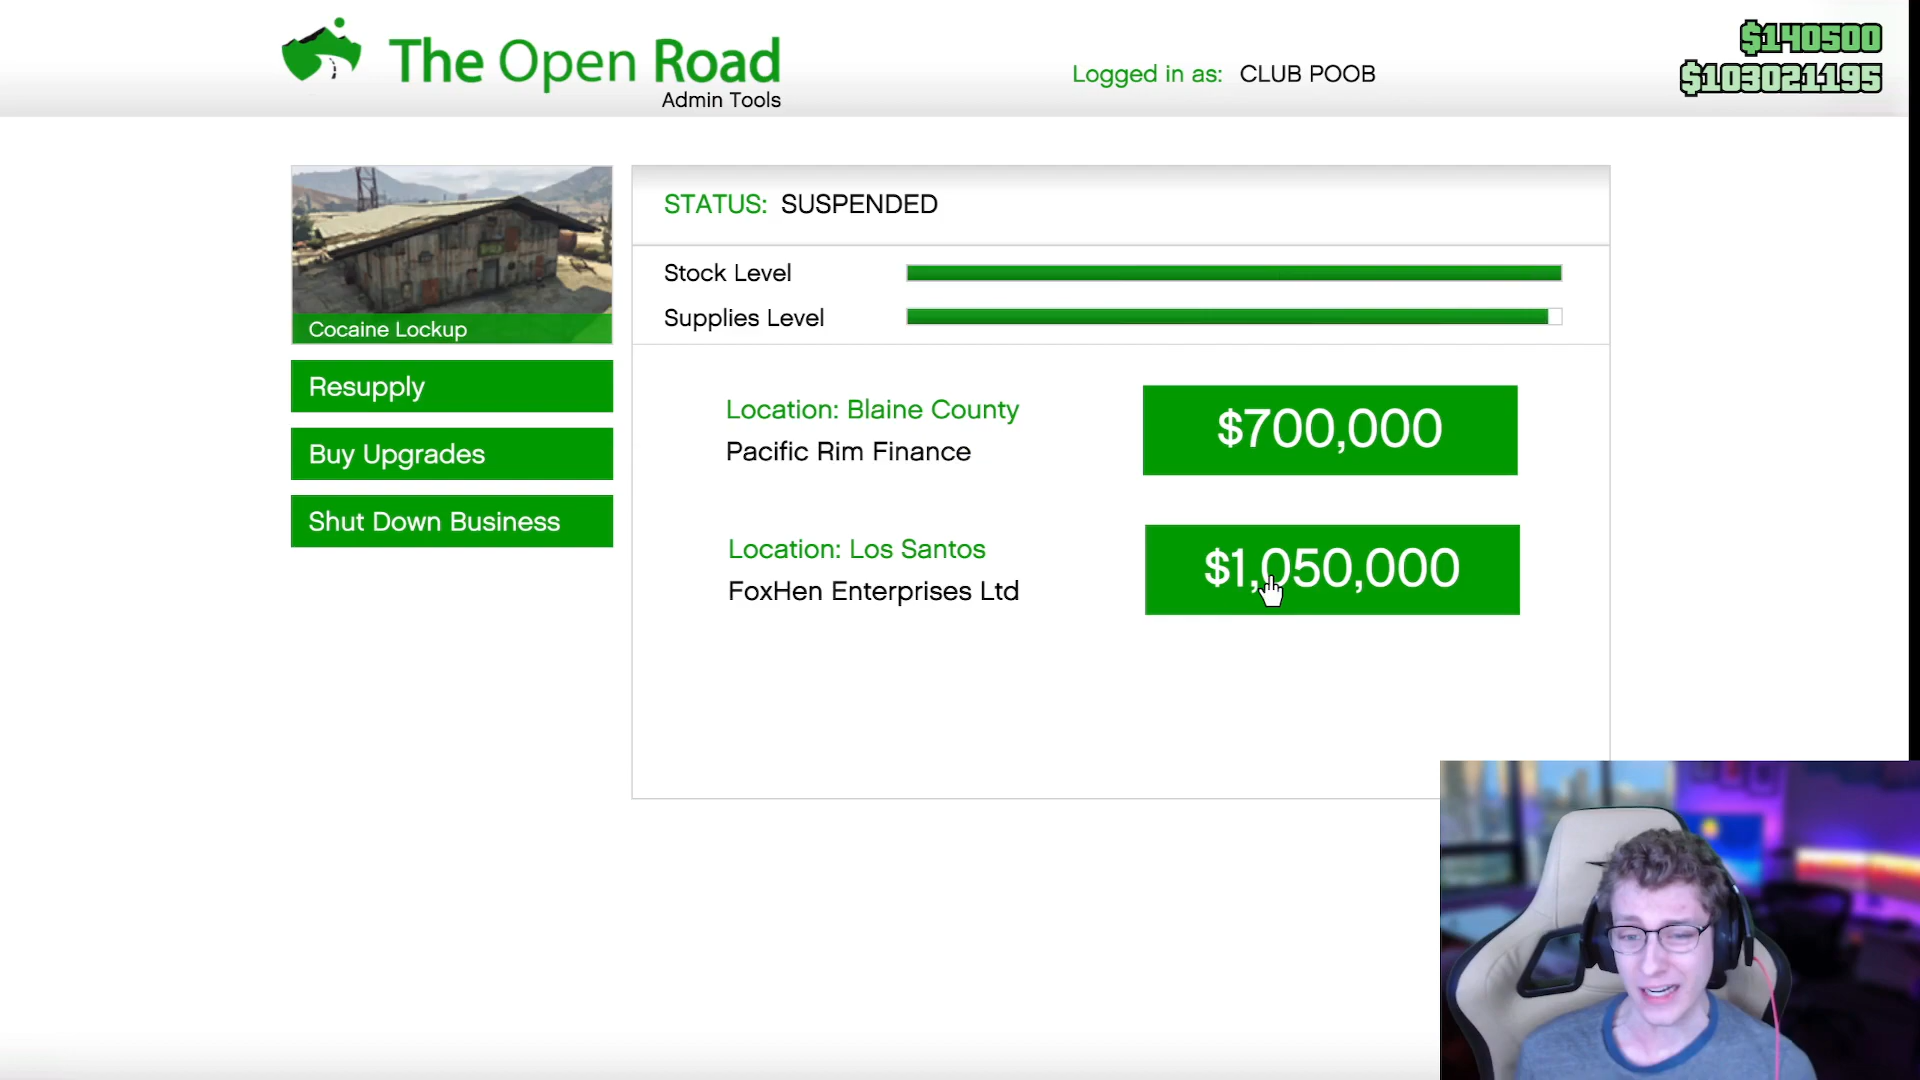 The Open Road
Admin Tools
Logged in as: CLUB POOB
$140500
$103021195
Cocaine Lockup
Resupply
Buy Upgrades
Shut Down Business
STATUS: SUSPENDED
Stock Level
Supplies Level
Location: Blaine County
Pacific Rim Finance
$700,000
Location: Los Santos
FoxHen Enterprises Ltd
$1,050,000